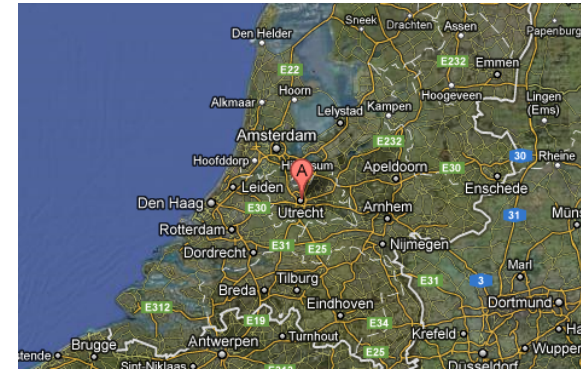 Sneek
Drachten
Assen
Den Helder
Papenburg
E22
E232
Emmen
Hoorn
Hoogeveen
Alkmaar
Lelystad
Kampen
Lingen
(Ems)
Amsterdam
E232
Hoofddorp
Apeldoorn
E30
30
Rheine
A
Leiden
Enschede
Den Haag
E30
Utrecht
Arnhem
31
Rotterdam
E31
E25
Nijmegen
Dordrecht
Marl
Tilburg
E31
3
Breda
E312
Eindhoven
Dortmund
E19
E34
Krefeld
Brugge
Antwerpen
Turnhout
E25
Düsseldorf